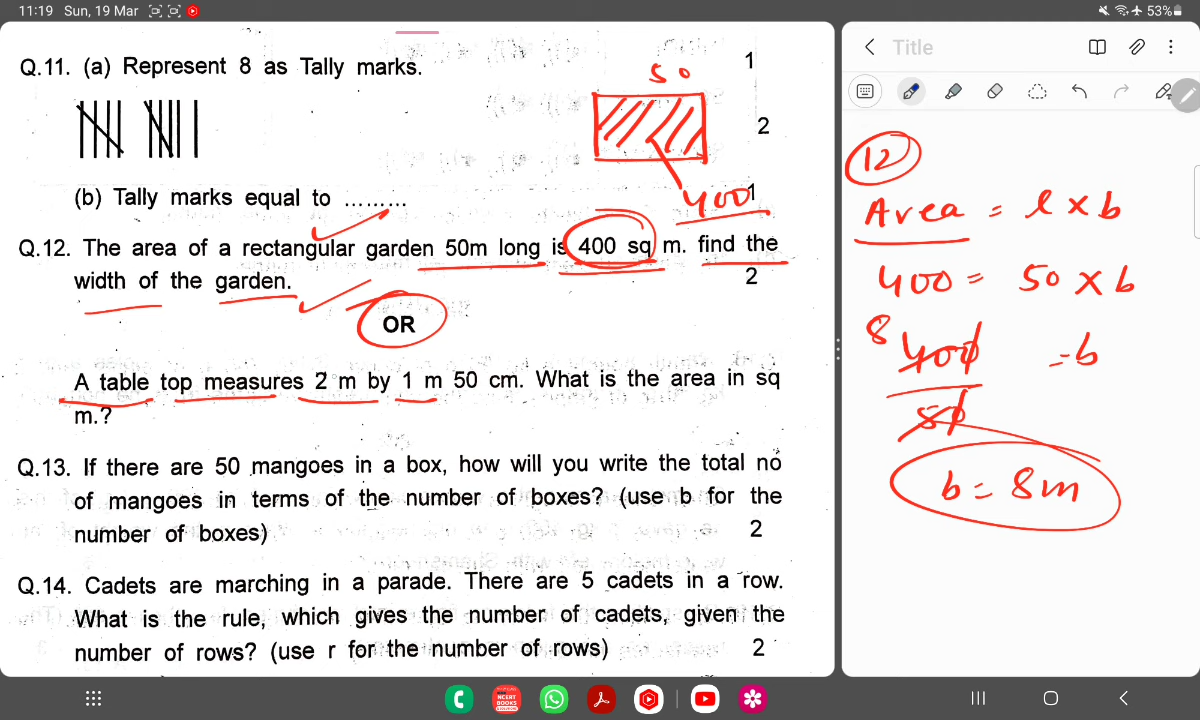 11:19 Sun, 19 Mar
53%
Q.11. (a) Represent 8 as Tally marks.
1
50
2
(b) Tally marks equal to ………
1
400
Q.12. The area of a rectangular garden 50m long is 400 sq m. find the
width of the garden.
2
OR
A table top measures 2 m by 1 m 50 cm. What is the area in sq
m.?
Q.13. If there are 50 mangoes in a box, how will you write the total no
of mangoes in terms of the number of boxes? (use b for the
number of boxes)
2
Q.14. Cadets are marching in a parade. There are 5 cadets in a row.
What is the rule, which gives the number of cadets, given the
number of rows? (use r for the number of rows)
2
Title
12
Area = l x b
400 = 50 x b
8
400 = b
50
b = 8m
NCERT
BOOKS